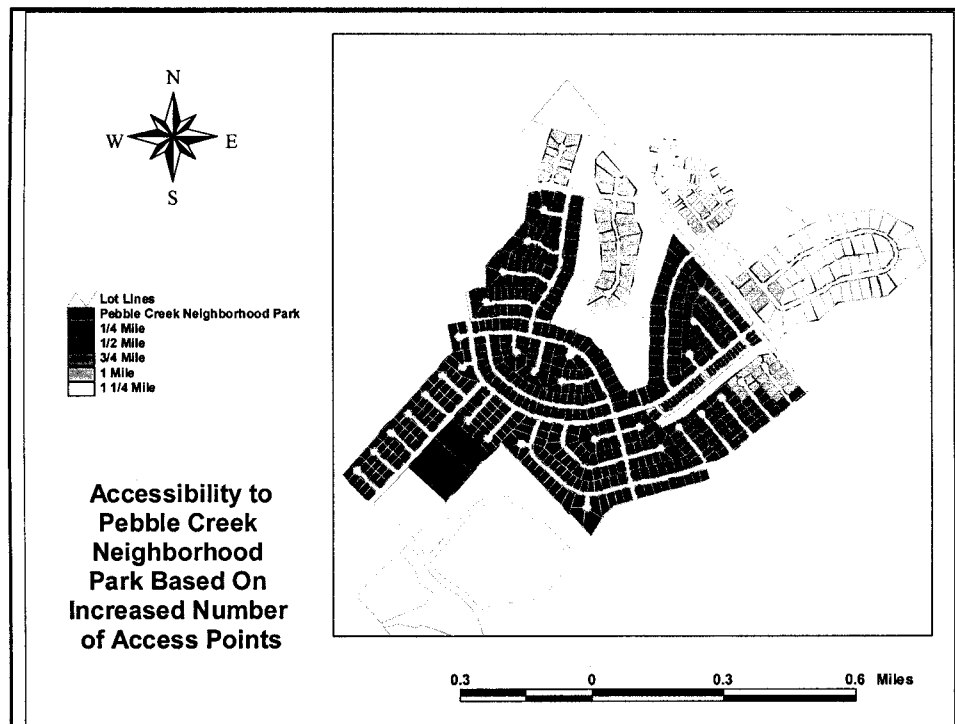 N
W E
S
Lot Lines
Pebble Creek Neighborhood Park
1/4 Mile
1/2 Mile
3/4 Mile
1 Mile
1 1/4 Mile
Accessibility to
Pebble Creek
Neighborhood
Park Based On
Increased Number
of Access Points
0.3 0 0.3 0.6 Miles